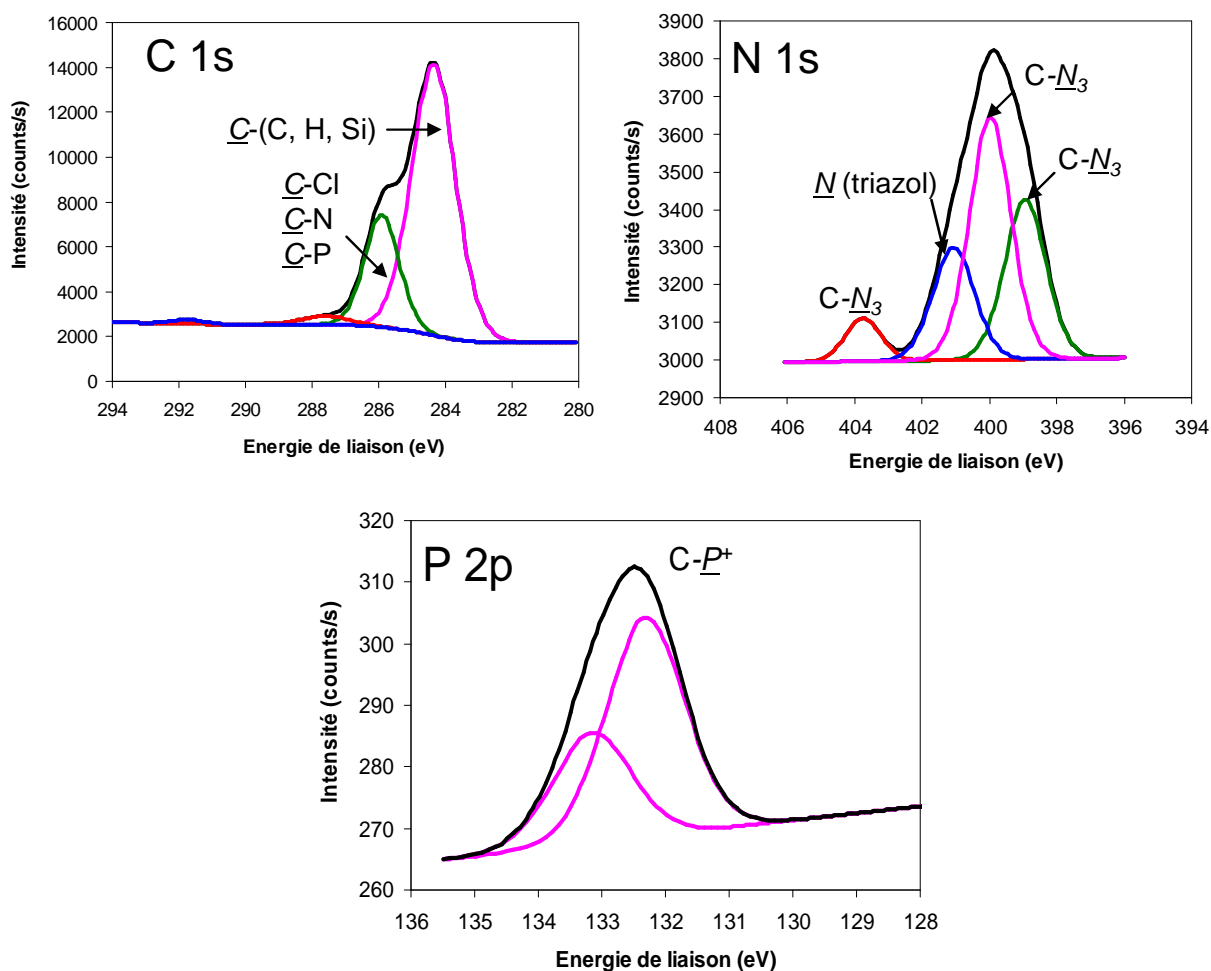 C 1s
Intensité (counts/s)
16000
14000
12000
10000
8000
6000
4000
2000
0
C-(C, H, Si)
C-Cl
C-N
C-P
294 292 290 288 286 284 282 280
Energie de liaison (eV)
N 1s
Intensité (counts/s)
3900
3800
3700
3600
3500
3400
3300
3200
3100
3000
2900
C-N3
C-N3
N (triazol)
C-N3
408 406 404 402 400 398 396 394
Energie de liaison (eV)
P 2p
Intensité (counts/s)
320
310
300
290
280
270
260
C-P+
136 135 134 133 132 131 130 129 128
Energie de liaison (eV)